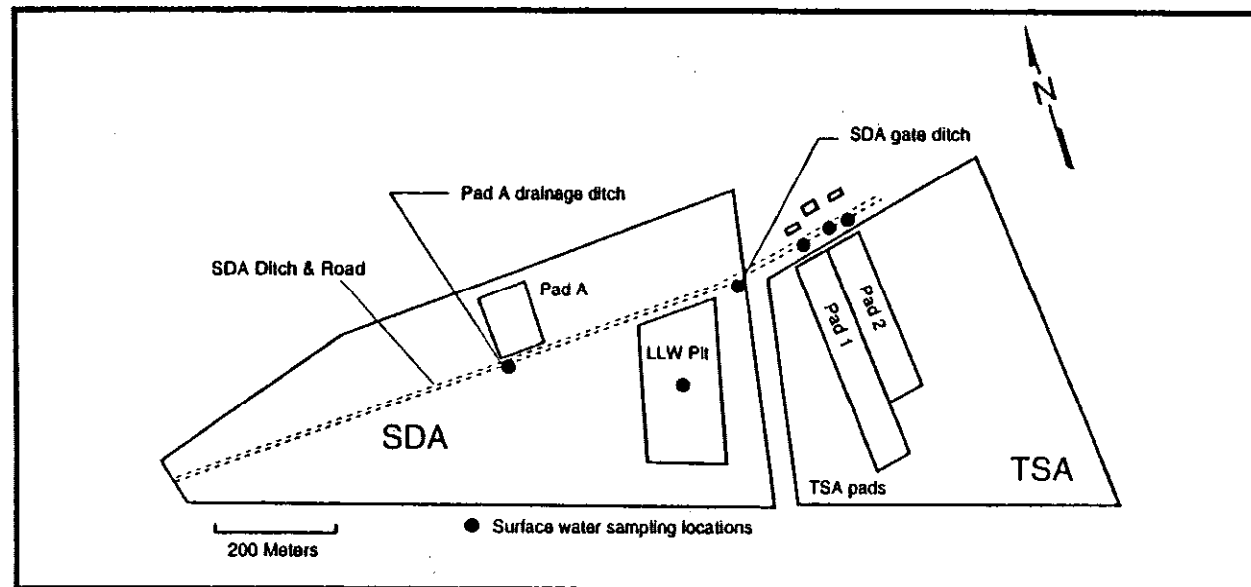 N
SDA gate ditch
Pad A drainage ditch
SDA Ditch & Road
Pad A
Pad 2
Pad 1
LLW Pit
SDA
TSA
TSA pads
Surface water sampling locations
200 Meters